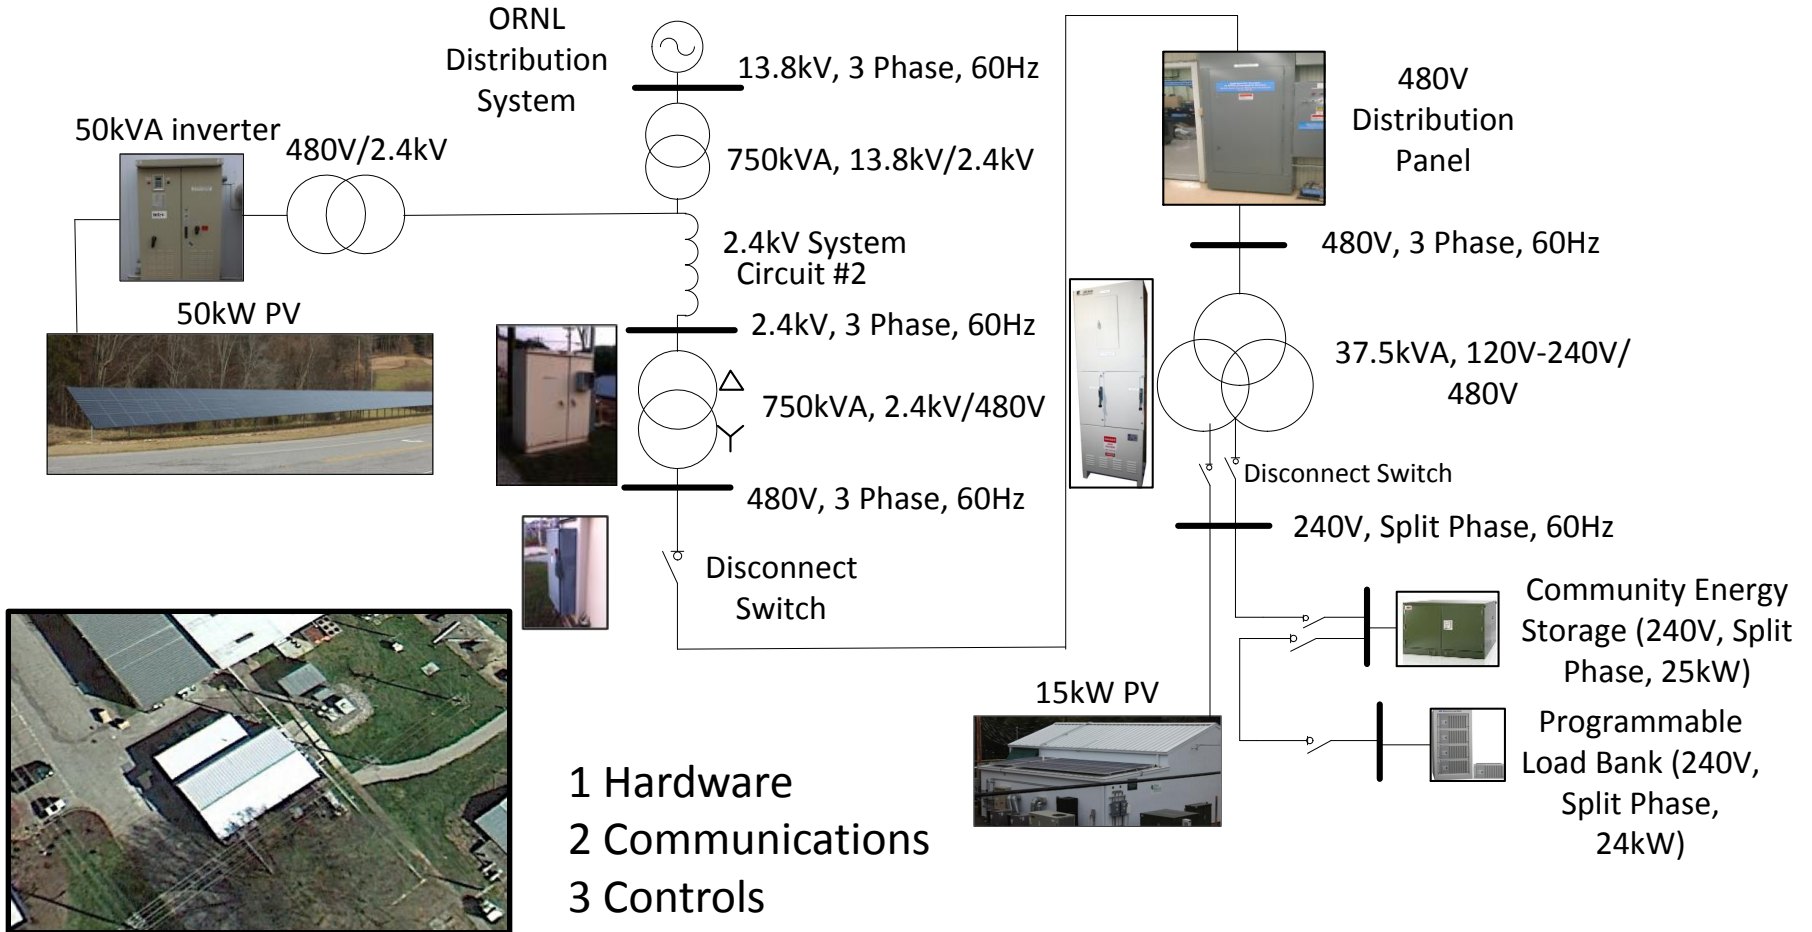 ORNL
Distribution
System
13.8kV, 3 Phase, 60Hz
750kVA, 13.8kV/2.4kV
50kVA inverter
480V/2.4kV
50kW PV
2.4kV System
Circuit #2
2.4kV, 3 Phase, 60Hz
750kVA, 2.4kV/480V
480V, 3 Phase, 60Hz
Disconnect
Switch
480V
Distribution
Panel
480V, 3 Phase, 60Hz
37.5kVA, 120V-240V/
480V
Disconnect Switch
240V, Split Phase, 60Hz
Community Energy
Storage (240V, Split
Phase, 25kW)
15kW PV
Programmable
Load Bank (240V,
Split Phase,
24kW)
1 Hardware
2 Communications
3 Controls